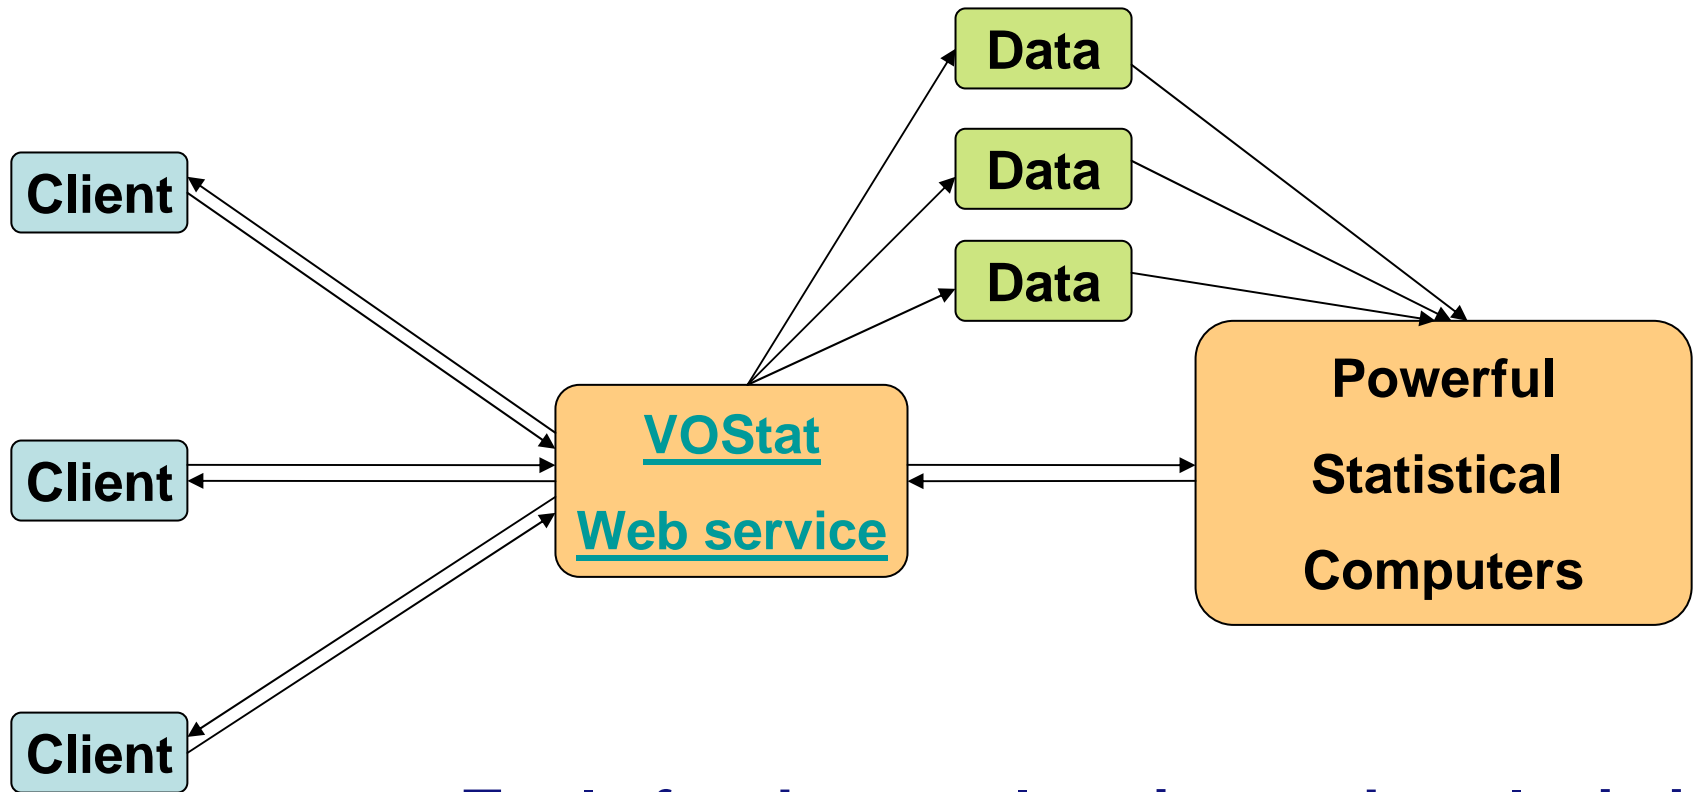 Data
Data
Data
Client
Client
Client
VOStat
Web service
Powerful
Statistical
Computers